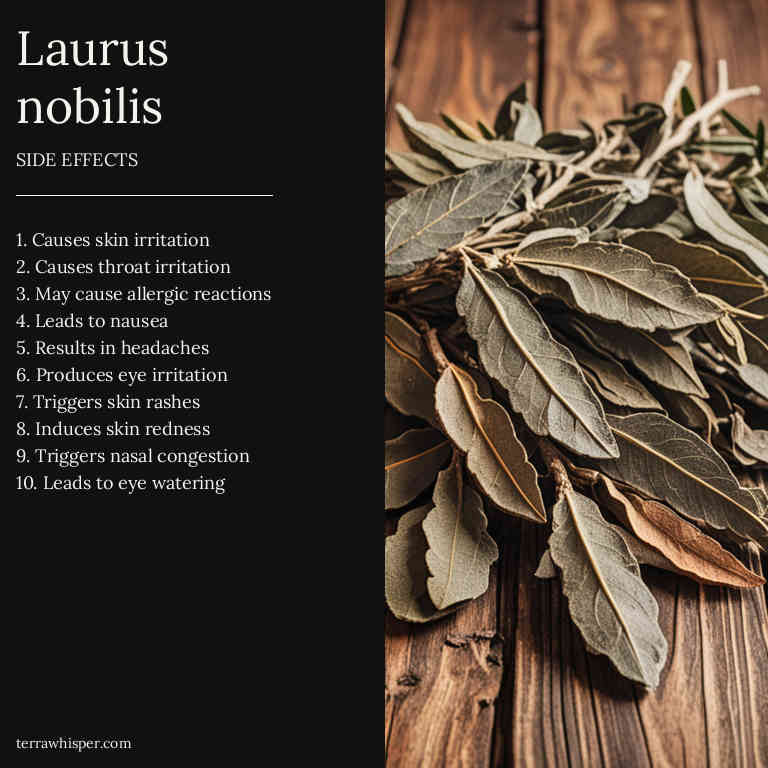 Laurus
nobilis
SIDE EFFECTS
1. Causes skin irritation
2. Causes throat irritation
3. May cause allergic reactions
4. Leads to nausea
5. Results in headaches
6. Produces eye irritation
7. Triggers skin rashes
8. Induces skin redness
9. Triggers nasal congestion
10. Leads to eye watering
terrawhisper.com